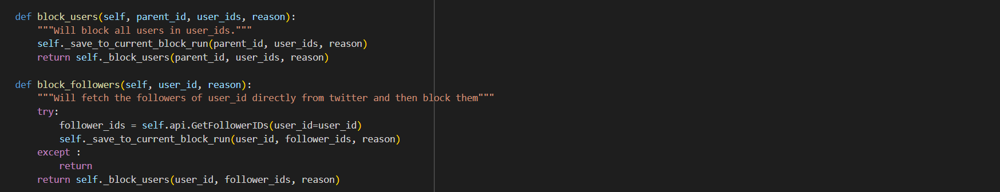 def block_users(self, parent_id, user_ids, reason):
    """Will block all users in user_ids."""
    self._save_to_current_block_run(parent_id, user_ids, reason)
    return self._block_users(parent_id, user_ids, reason)

def block_followers(self, user_id, reason):
    """Will fetch the followers of user_id directly from twitter and then block them"""
    try:
        follower_ids = self.api.GetFollowerIDs(user_id=user_id)
        self._save_to_current_block_run(user_id, follower_ids, reason)
    except :
        return
    return self._block_users(user_id, follower_ids, reason)